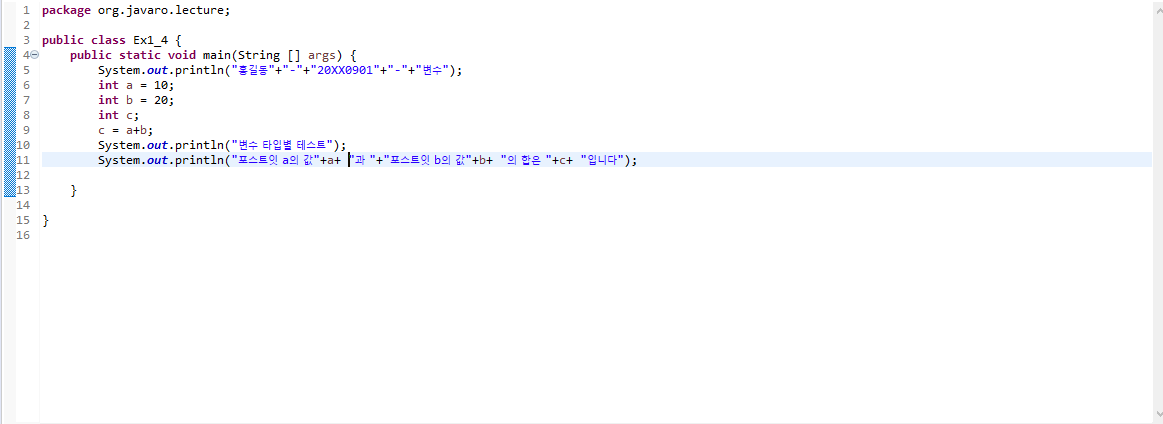 1 package org.javaro.lecture;
2
3 public class Ex1_4 {
4 public static void main(String [] args) {
5 System.out.println("홍길동"+"-"+"20XX0901"+"-"+"변수");
6 int a = 10;
7 int b = 20;
8 int c;
9 c = a+b;
10 System.out.println("변수 타입별 테스트");
11 System.out.println("포스트잇 a의 값"+a+ "과 "+"포스트잇 b의 값"+b+ "의 합은 "+c+ "입니다");
12
13 }
14
15 }
16